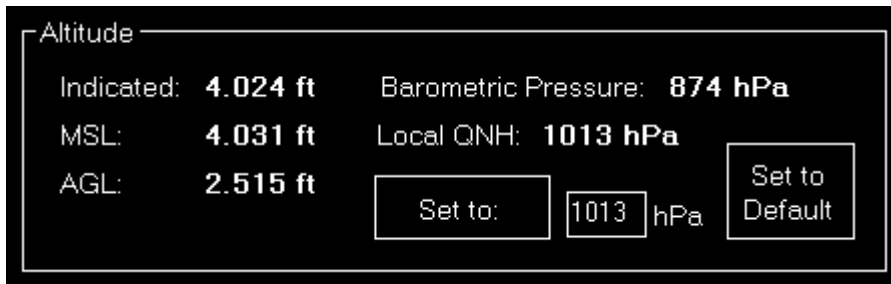 Altitude
Indicated: 4.024 ft Barometric Pressure: 874 hPa
MSL: 4.031 ft Local QNH: 1013 hPa
AGL: 2.515 ft
Set to: 1013 hPa
Set to
Default